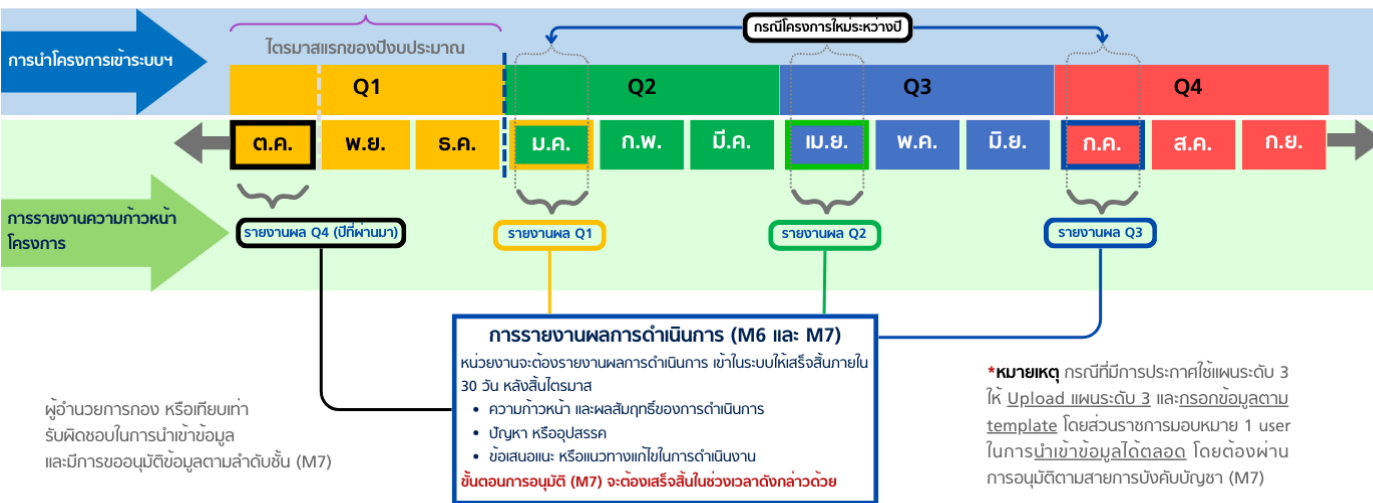 กรณีโครงการใหม่ระหว่างปี
ไตรมาสแรกของปีงบประมาณ
การนำโครงการเข้าระบบฯ
Q1 Q2 Q3 Q4
ต.ค. พ.ย. ธ.ค. ม.ค. ก.พ. มี.ค. เม.ย. พ.ค. มิ.ย. ก.ค. ส.ค. ก.ย.
การรายงานความก้าวหน้า
โครงการ
รายงานผล Q4 (ปีที่ผ่านมา) รายงานผล Q1 รายงานผล Q2 รายงานผล Q3
การรายงานผลการดำเนินการ (M6 และ M7)
หน่วยงานจะต้องรายงานผลการดำเนินการ เข้าในระบบให้เสร็จสิ้นภายใน
30 วัน หลังสิ้นไตรมาส
• ความก้าวหน้า และผลสัมฤทธิ์ของการดำเนินการ
• ปัญหา หรืออุปสรรค
• ข้อเสนอแนะ หรือแนวทางแก้ไขในการดำเนินงาน
ขั้นตอนการอนุมัติ (M7) จะต้องเสร็จสิ้นในช่วงเวลาดังกล่าวด้วย
ผู้อำนวยการกอง หรือเทียบเท่า
รับผิดชอบในการนำเข้าข้อมูล
และมีการขออนุมัติข้อมูลตามลำดับชั้น (M7)
*หมายเหตุ กรณีที่มีการประกาศใช้แผนระดับ 3
ให้ Upload แผนระดับ 3 และกรอกข้อมูลตาม
template โดยส่วนราชการมอบหมาย 1 user
ในการนำเข้าข้อมูลได้ตลอด โดยต้องผ่าน
การอนุมัติตามสายการบังคับบัญชา (M7)